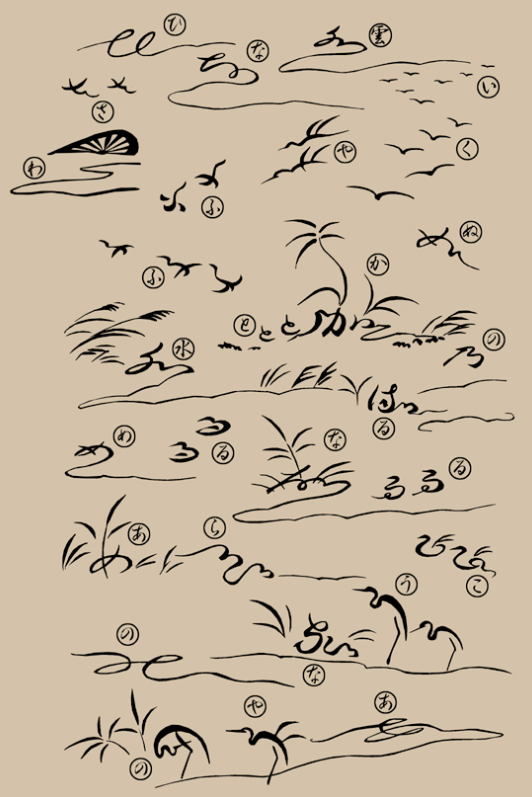 ひ
雲
な
い
さ
く
や
わ
ふ
ぬ
か
ふ
と
の
水
る
め
な
る
る
ら
あ
う
こ
の
な
あ
や
の